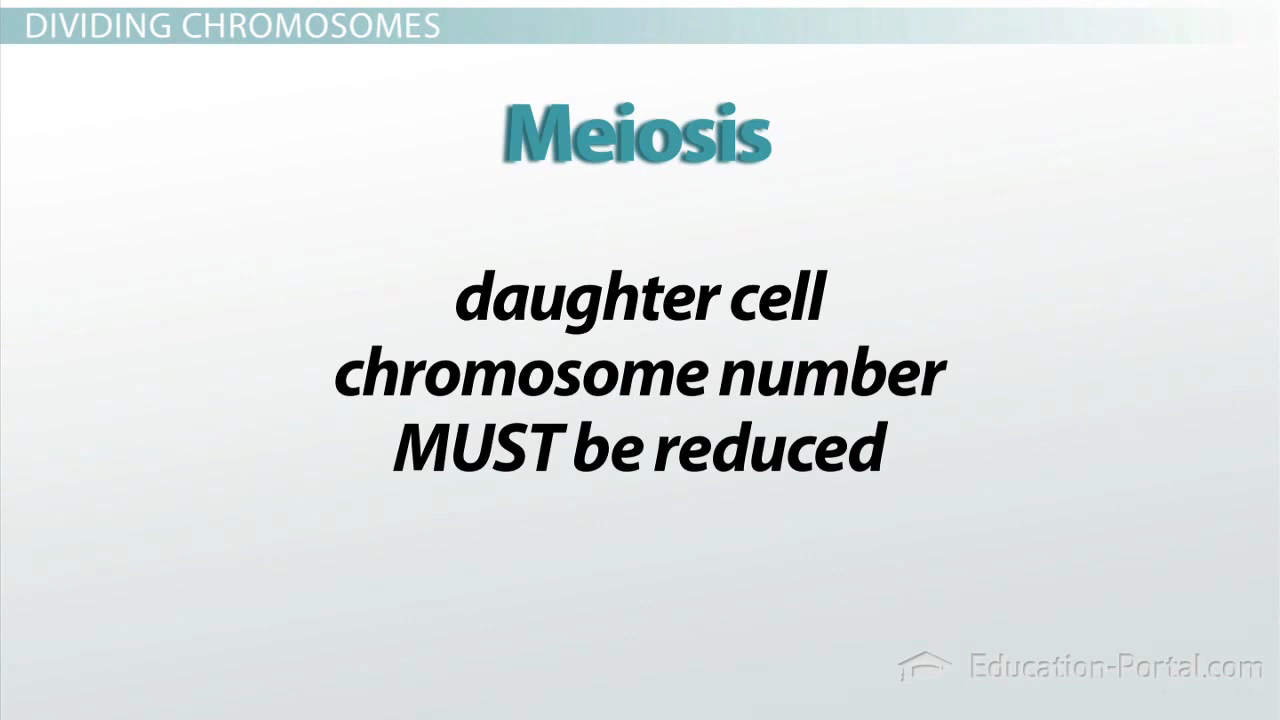 DIVIDING CHROMOSOMES
Meiosis
daughter cell
chromosome number
MUST be reduced
Education-Portal.com